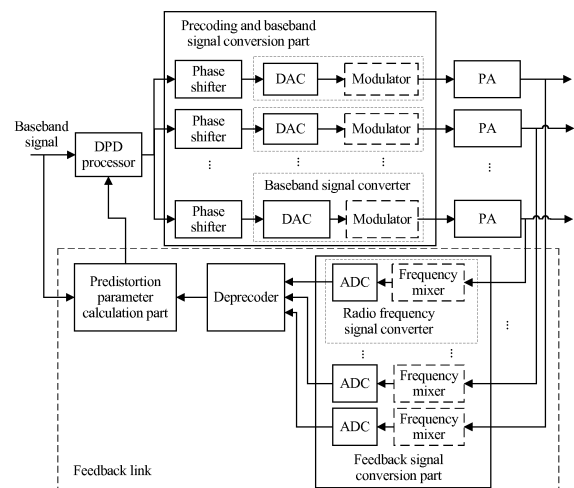 Precoding and baseband
signal conversion part
Phase
shifter
DAC
Modulator
PA
Phase
shifter
DAC
Modulator
PA
Baseband
signal
DPD
processor
...
...
...
...
Baseband signal converter
Phase
shifter
DAC
Modulator
PA
Predistortion
parameter
calculation part
Deprecoder
ADC
Frequency
mixer
Radio frequency
signal converter
...
...
...
ADC
Frequency
mixer
ADC
Frequency
mixer
Feedback link
Feedback signal
conversion part